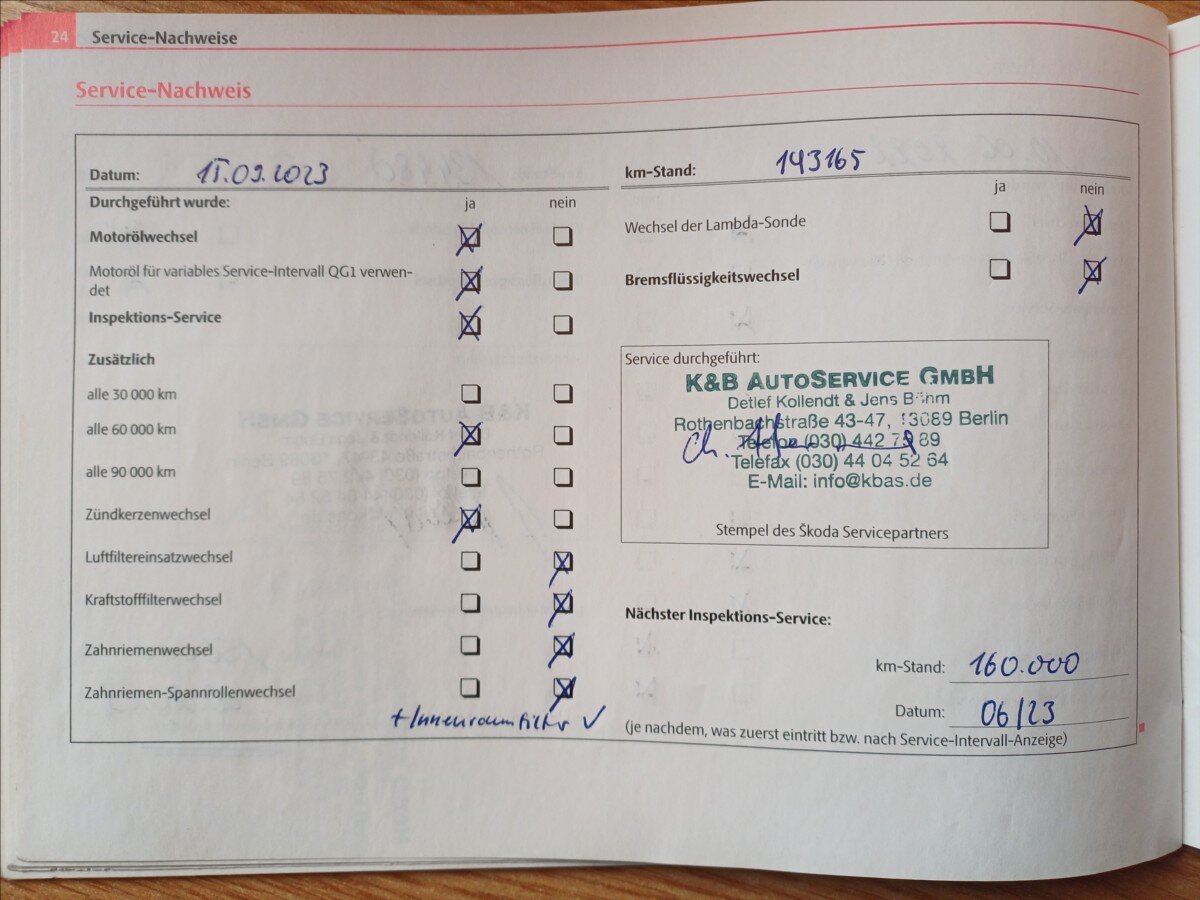 24 Service-Nachweise
Service-Nachweis
Datum: 15.03.2023
Durchgeführt wurde: ja nein
Motorölwechsel
Motoröl für variables Service-Intervall QG1 verwen-
det
Inspektions-Service
Zusätzlich
alle 30 000 km
alle 60 000 km
alle 90 000 km
Zündkerzenwechsel
Luftfiltereinsatzwechsel
Kraftstofffilterwechsel
Zahnriemenwechsel
Zahnriemen-Spannrollenwechsel
+ Innenraumfilter ✓
km-Stand: 143165
ja nein
Wechsel der Lambda-Sonde
Bremsflüssigkeitswechsel
Service durchgeführt:
K&B AUTOSERVICE GMBH
Detlef Kollendt & Jens Böhm
Rothenbachstraße 43-47, 13089 Berlin
(030) 442 79 89
Telefax (030) 44 04 52 64
E-Mail: info@kbas.de
Stempel des Škoda Servicepartners
Nächster Inspektions-Service:
km-Stand: 160.000
Datum: 06/23
(je nachdem, was zuerst eintritt bzw. nach Service-Intervall-Anzeige)